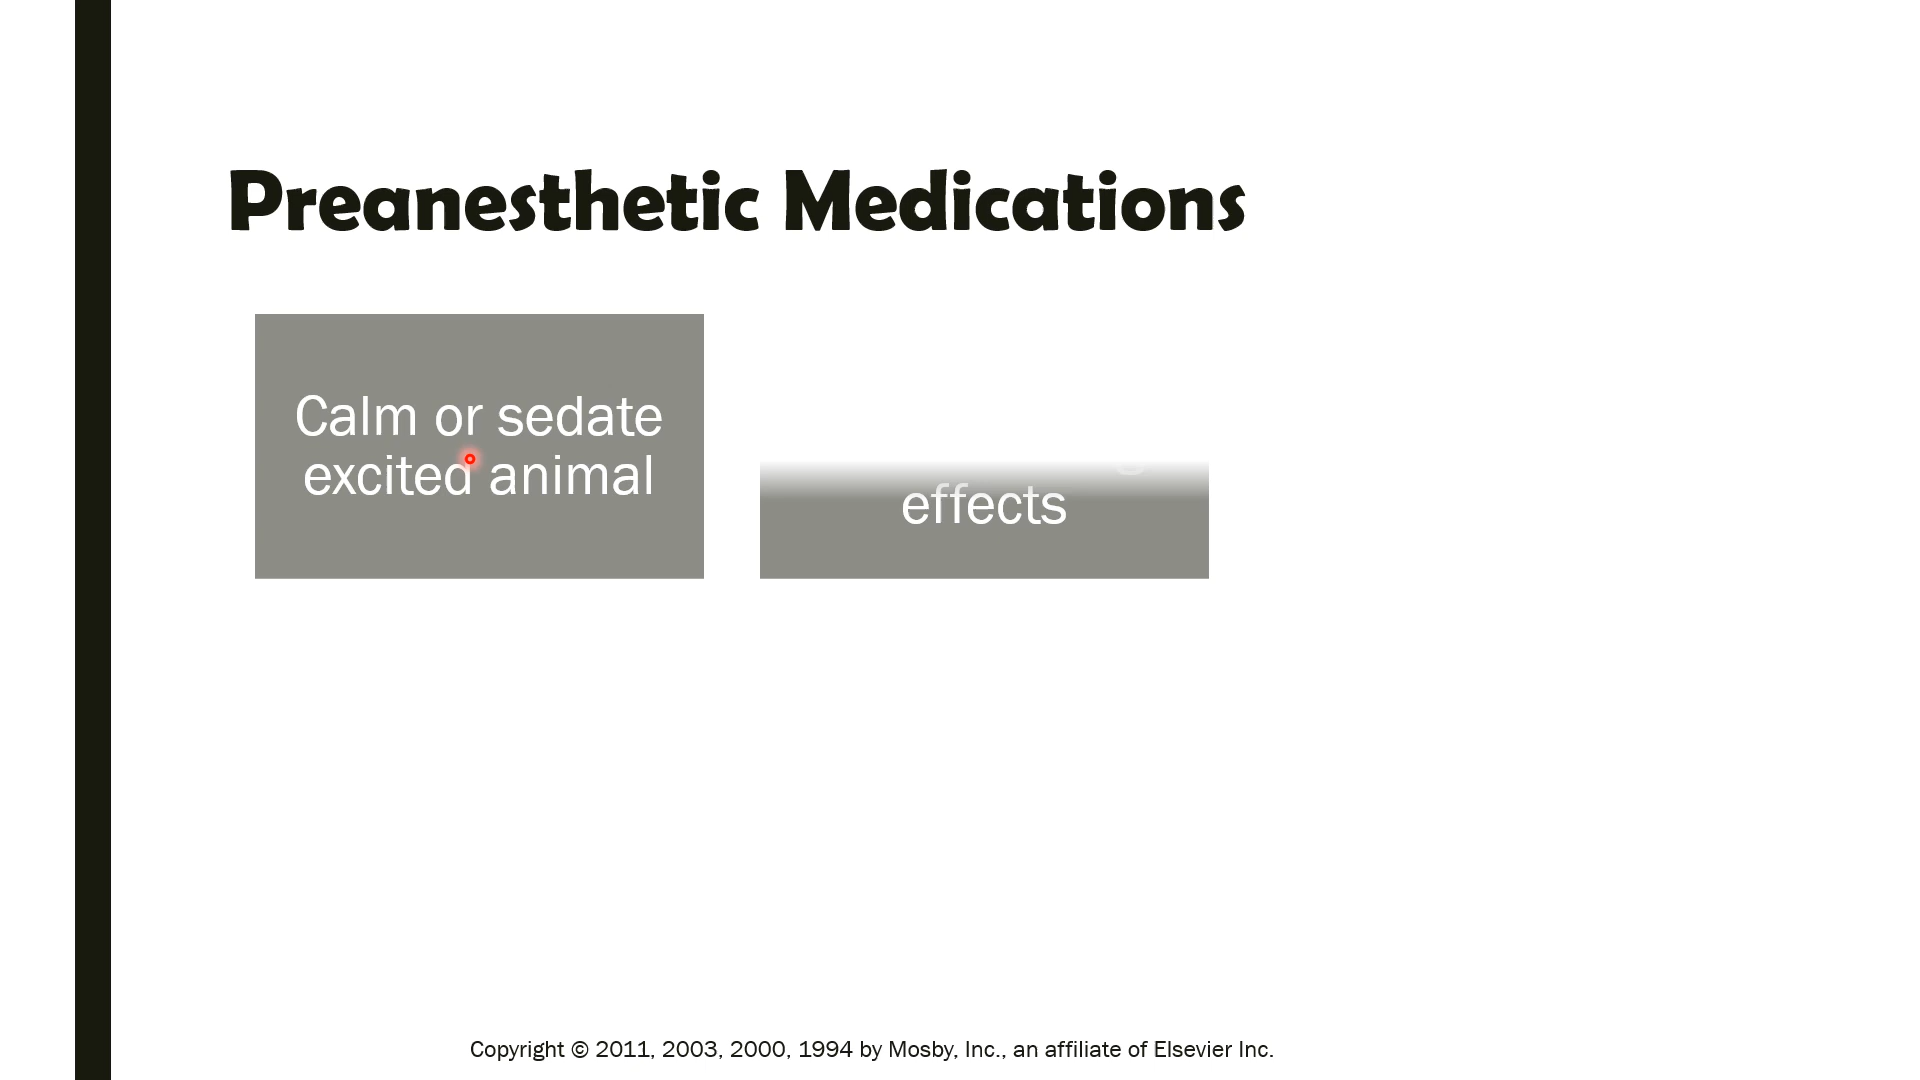 Preanesthetic Medications
Calm or sedate
excited animal
effects
Copyright © 2011, 2003, 2000, 1994 by Mosby, Inc., an affiliate of Elsevier Inc.